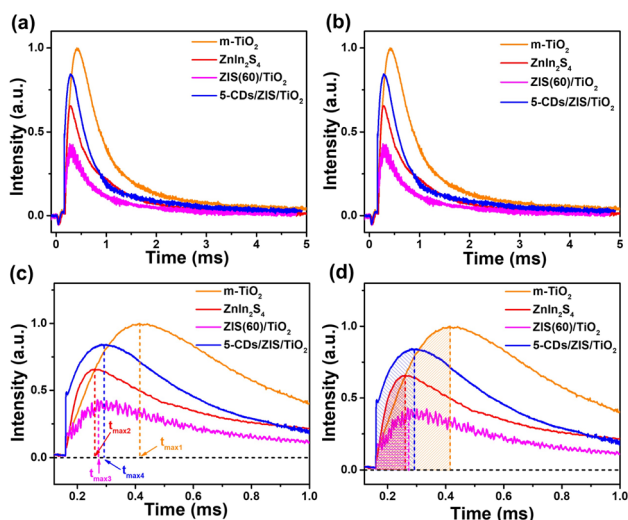 (a)
Intensity (a.u.)
1.0
0.5
0.0
m-TiO₂
ZnIn₂S₄
ZIS(60)/TiO₂
5-CDs/ZIS/TiO₂
0 1 2 3 4 5
Time (ms)
(b)
Intensity (a.u.)
1.0
0.5
0.0
m-TiO₂
ZnIn₂S₄
ZIS(60)/TiO₂
5-CDs/ZIS/TiO₂
0 1 2 3 4 5
Time (ms)
(c)
Intensity (a.u.)
1.0
0.5
0.0
m-TiO₂
ZnIn₂S₄
ZIS(60)/TiO₂
5-CDs/ZIS/TiO₂
tmax2
tmax1
tmax3
tmax4
0.2 0.4 0.6 0.8 1.0
Time (ms)
(d)
Intensity (a.u.)
1.0
0.5
0.0
m-TiO₂
ZnIn₂S₄
ZIS(60)/TiO₂
5-CDs/ZIS/TiO₂
0.2 0.4 0.6 0.8 1.0
Time (ms)